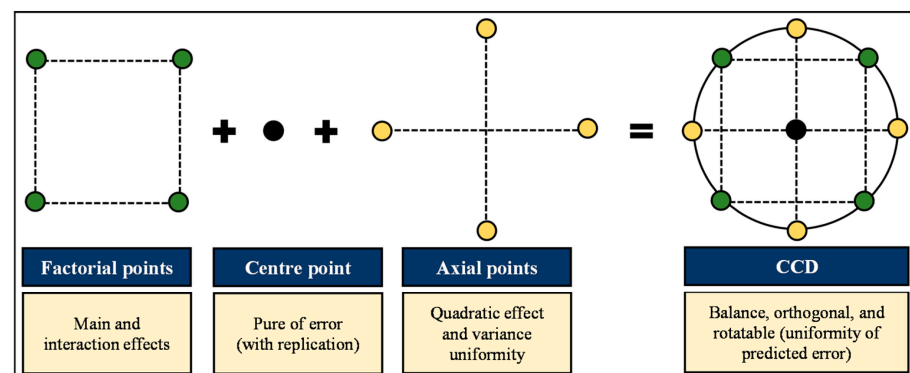 +
+
=
Factorial points
Centre point
Axial points
CCD
Main and
interaction effects
Pure of error
(with replication)
Quadratic effect
and variance
uniformity
Balance, orthogonal, and
rotatable (uniformity of
predicted error)